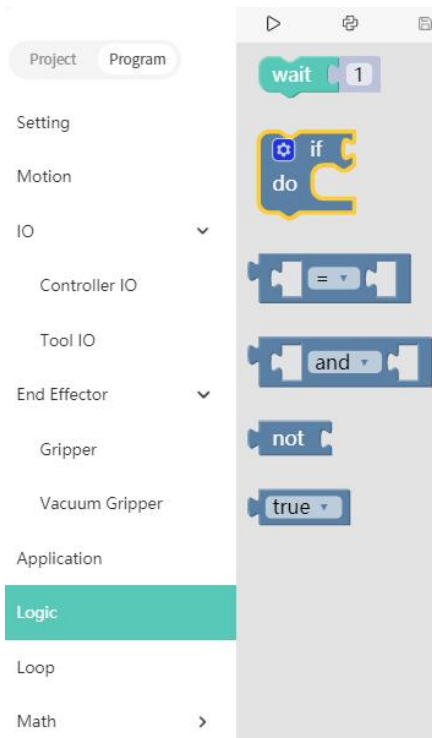 Project Program
Setting
Motion
IO
Controller IO
Tool IO
End Effector
Gripper
Vacuum Gripper
Application
Logic
Loop
Math
wait 1
if
do
=
and
not
true